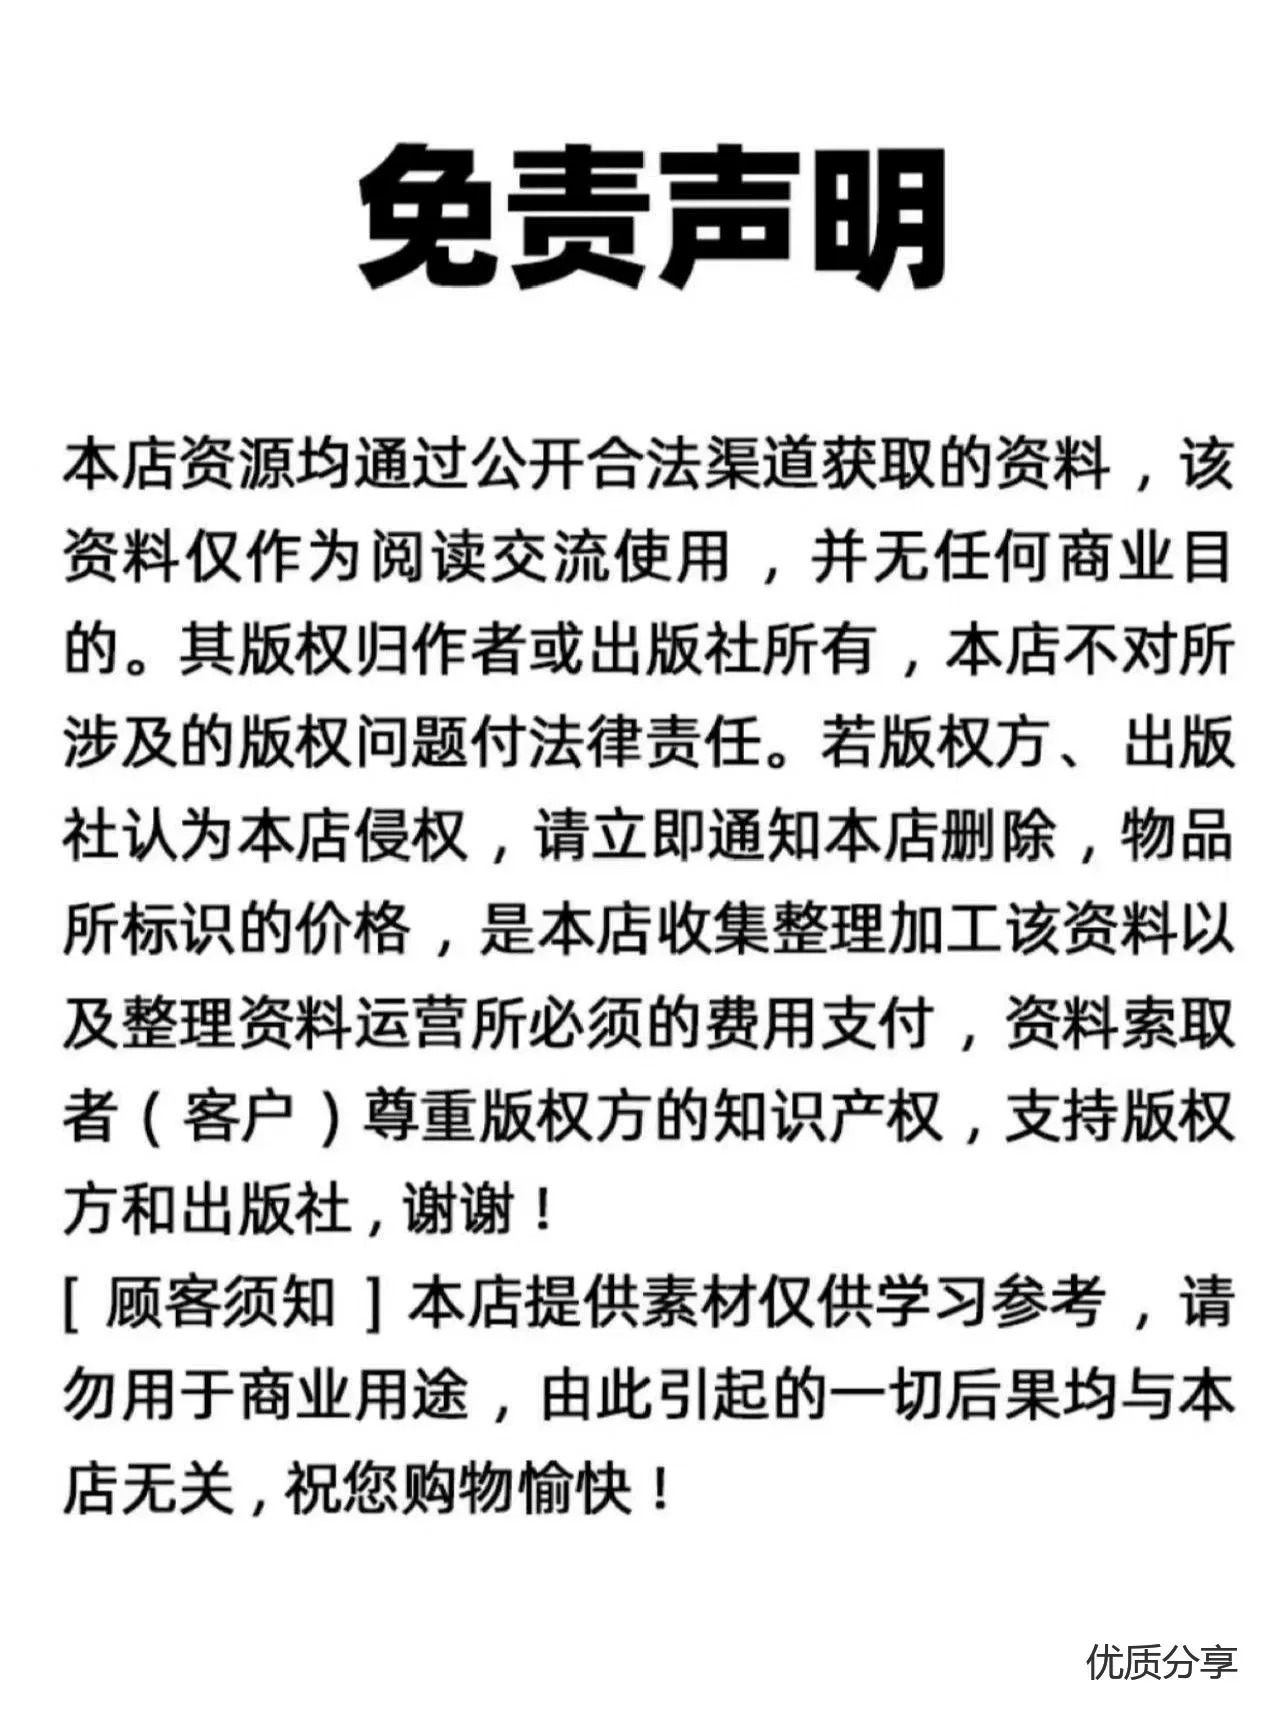 免责声明
本店资源均通过公开合法渠道获取的资料，该
资料仅作为阅读交流使用，并无任何商业目
的。其版权归作者或出版社所有，本店不对所
涉及的版权问题付法律责任。若版权方、出版
社认为本店侵权，请立即通知本店删除，物品
所标识的价格，是本店收集整理加工该资料以
及整理资料运营所必须的费用支付，资料索取
者（客户）尊重版权方的知识产权，支持版权
方和出版社，谢谢！
[ 顾客须知 ] 本店提供素材仅供学习参考，请
勿用于商业用途，由此引起的一切后果均与本
店无关，祝您购物愉快！
优质分享